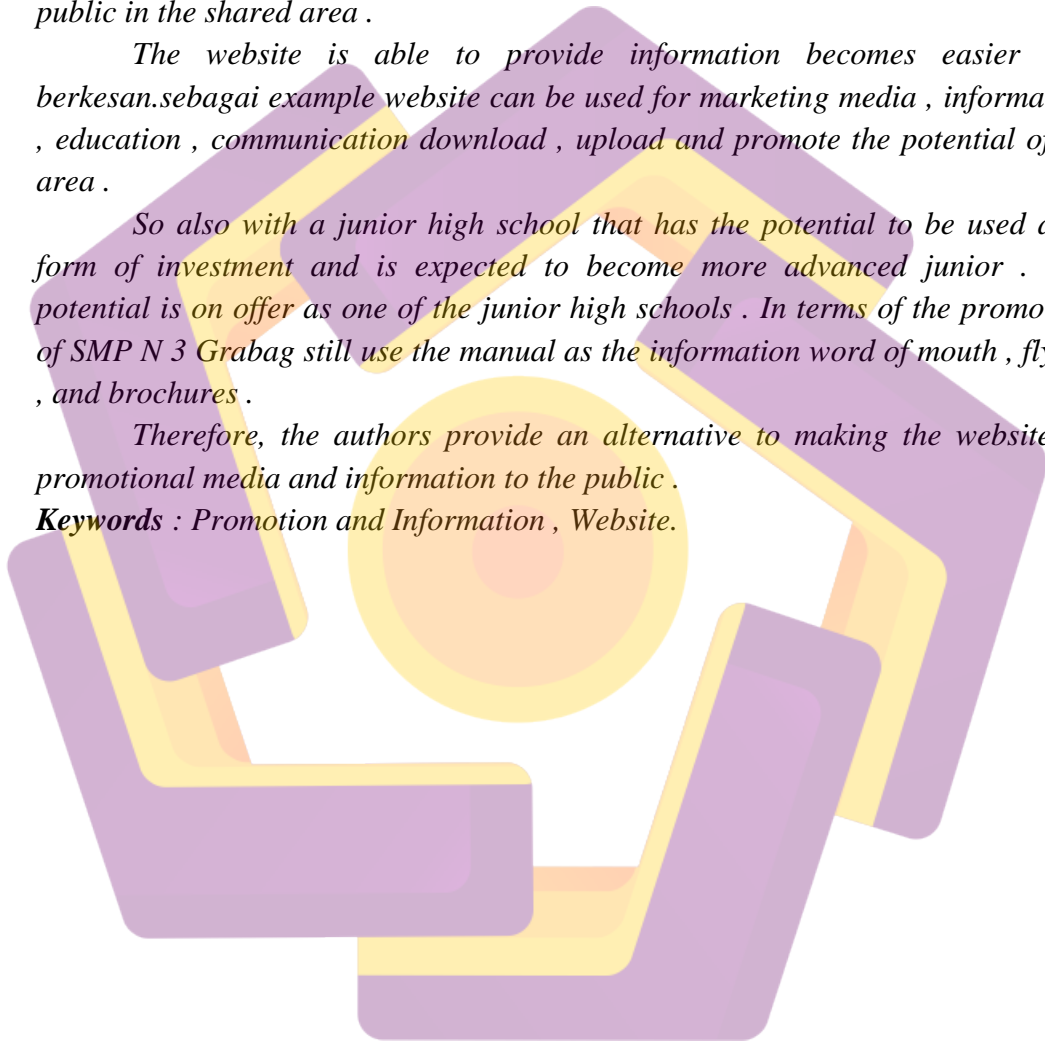 public in the shared area .
The website is able to provide information becomes easier
berkesan.sebagai example website can be used for marketing media , informa
, education , communication download , upload and promote the potential of
area .
So also with a junior high school that has the potential to be used a
form of investment and is expected to become more advanced junior .
potential is on offer as one of the junior high schools . In terms of the promo
of SMP N 3 Grabag still use the manual as the information word of mouth , fly
, and brochures .
Therefore, the authors provide an alternative to making the website
promotional media and information to the public .
Keywords : Promotion and Information , Website.